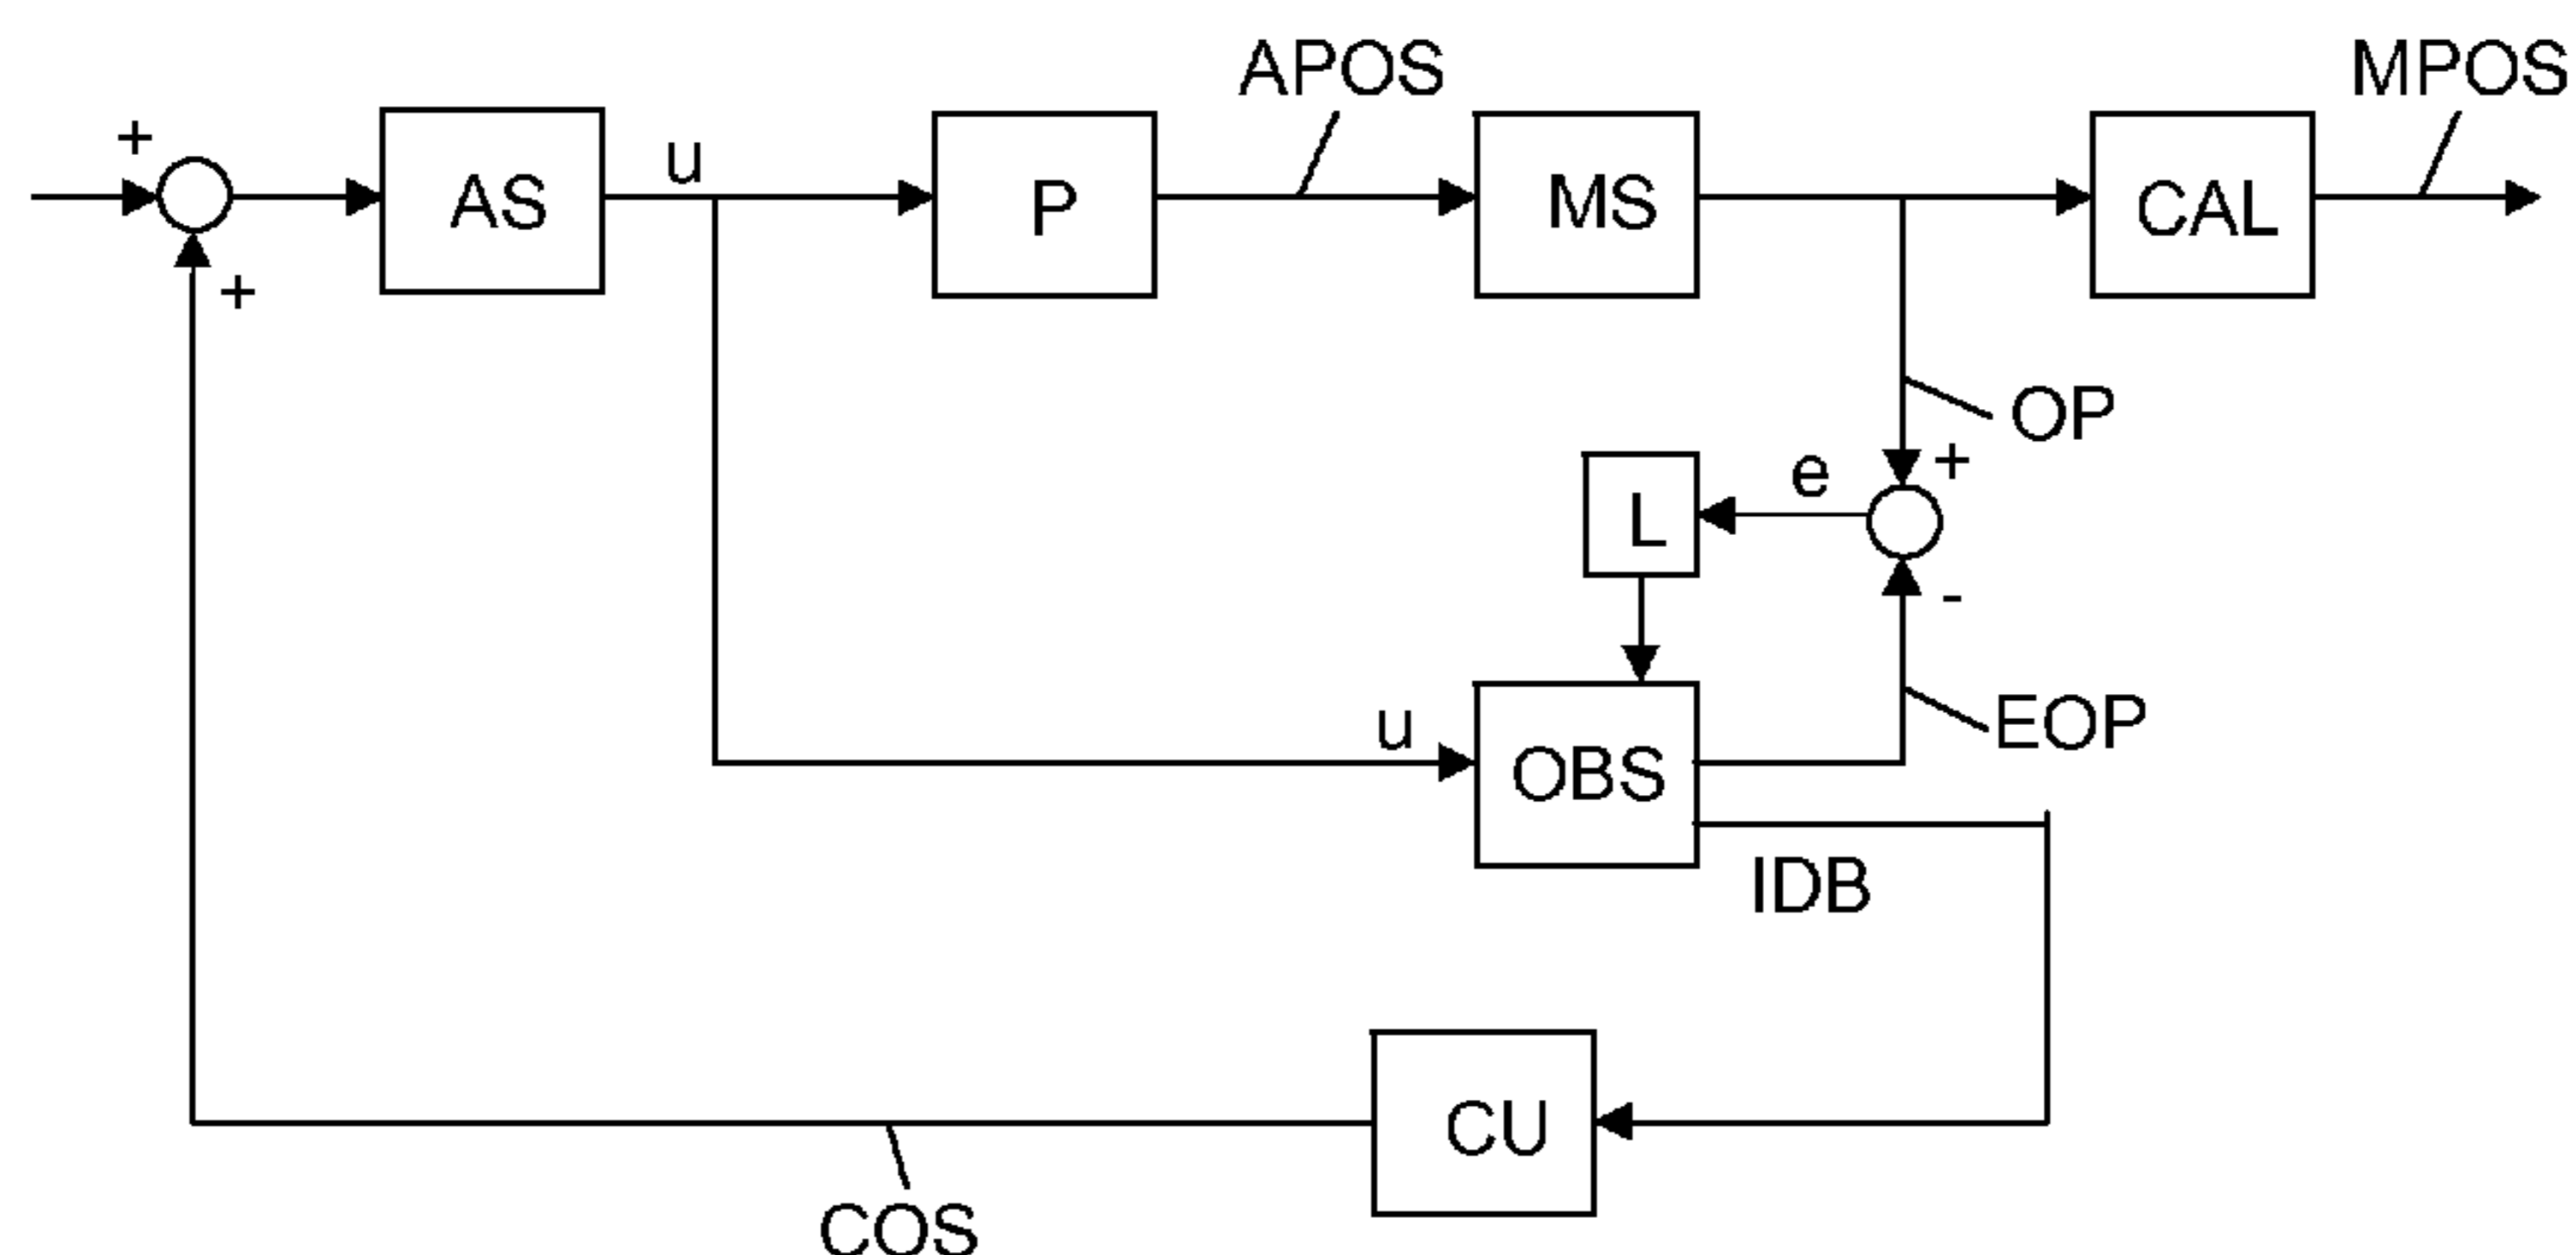 APOS
MPOS
+
AS
u
P
MS
CAL
+
OP
+
e
L
-
u
EOP
OBS
IDB
CU
COS